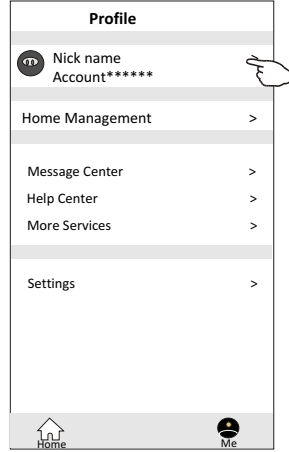 Profile
Nick name
Account******
Home Management >
Message Center >
Help Center >
More Services >
Settings >
Home Me